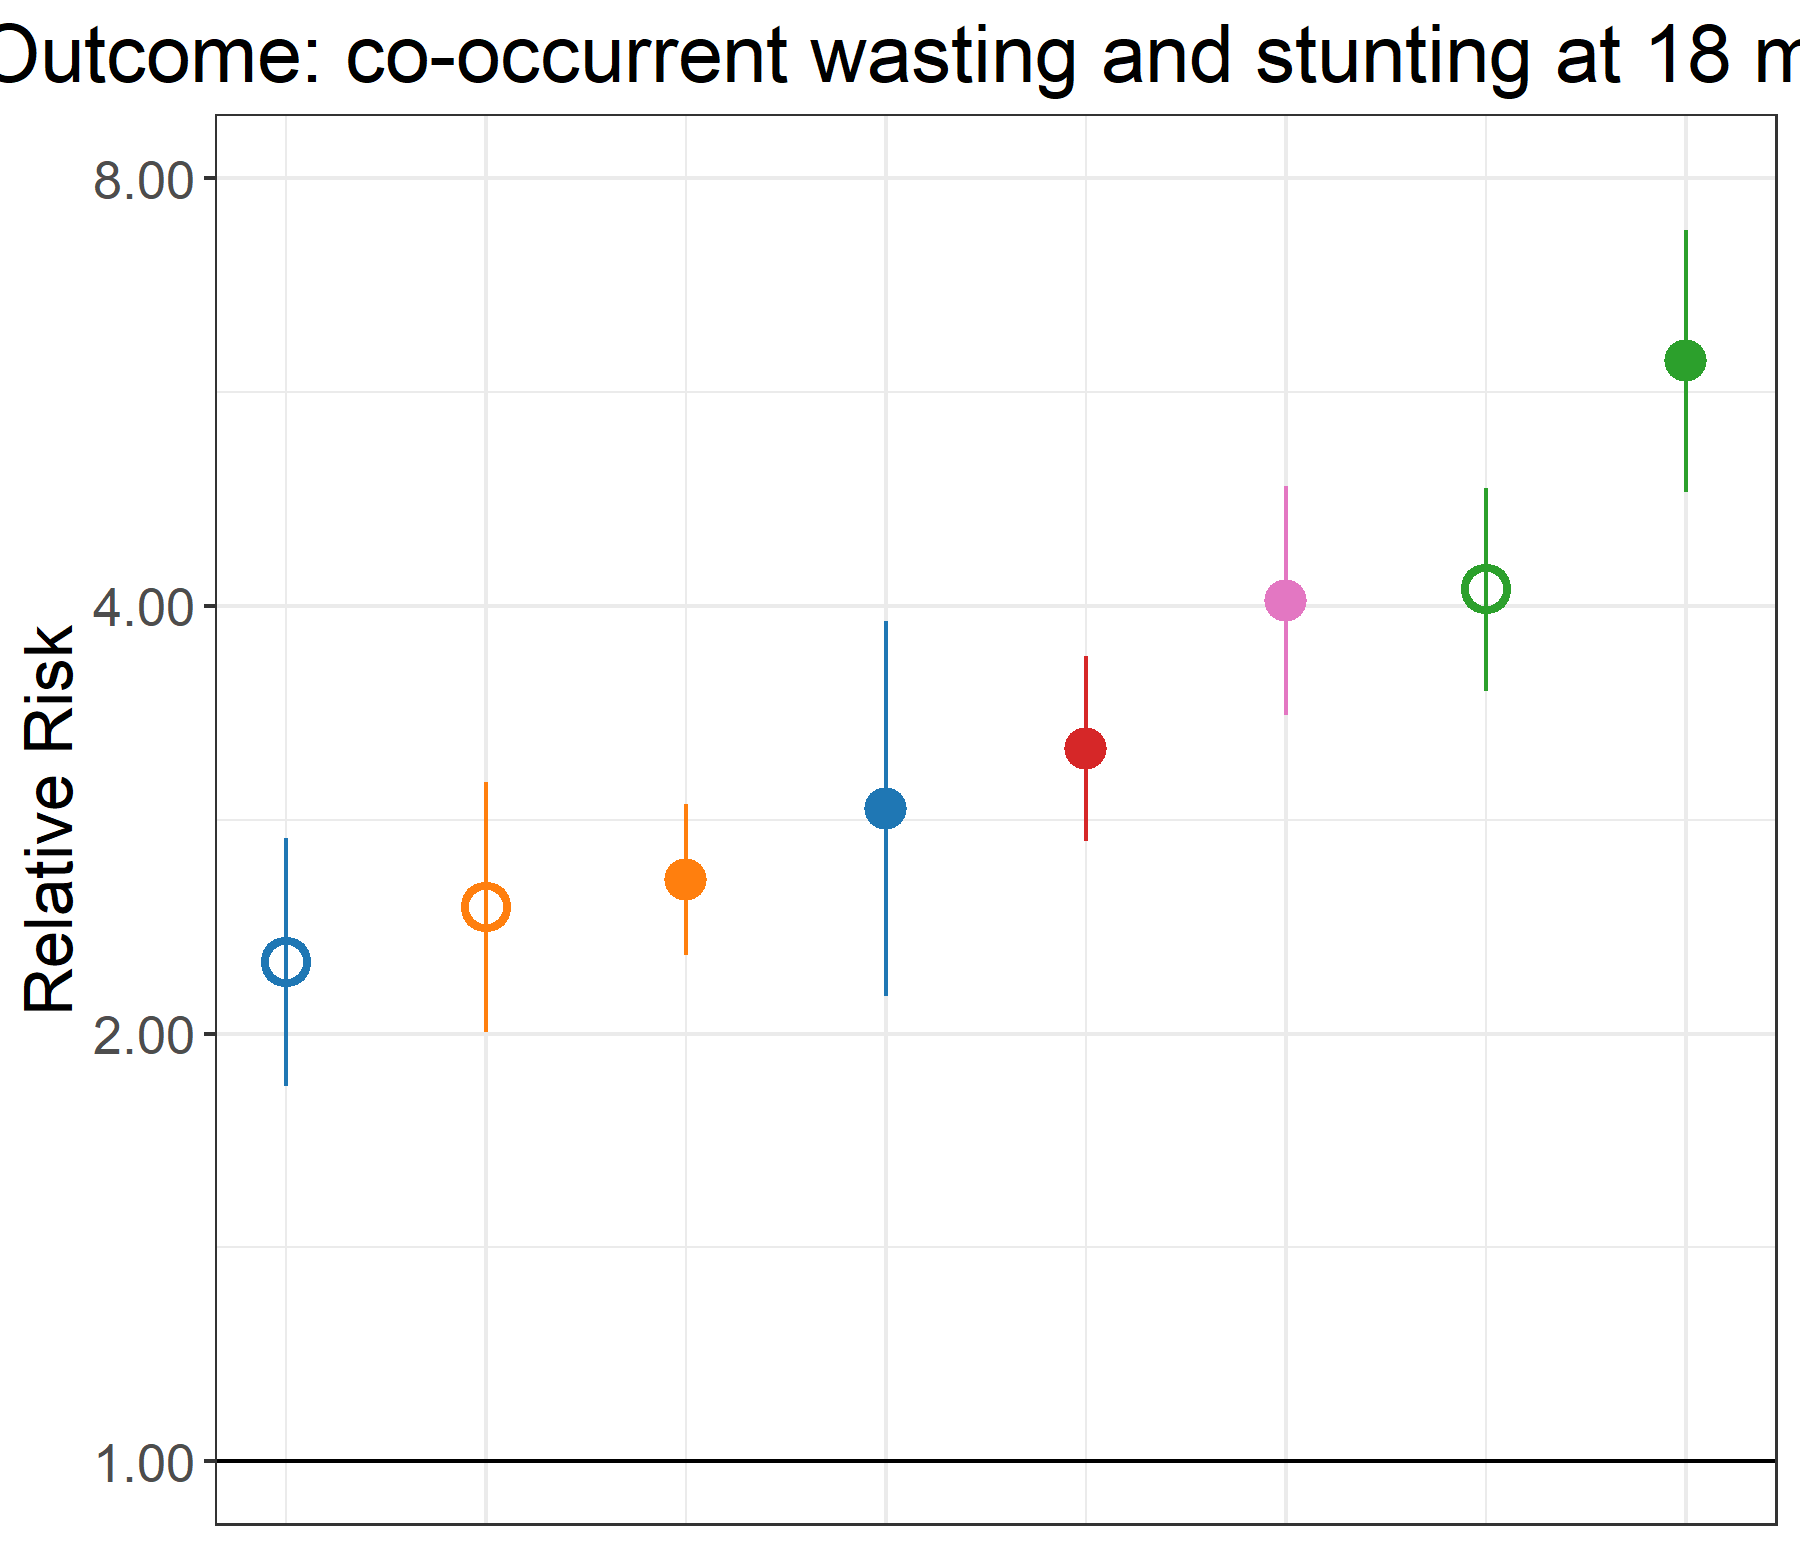 Outcome: co-occurrent wasting and stunting at 18 m
8.00
4.00
2.00
1.00
Relative Risk